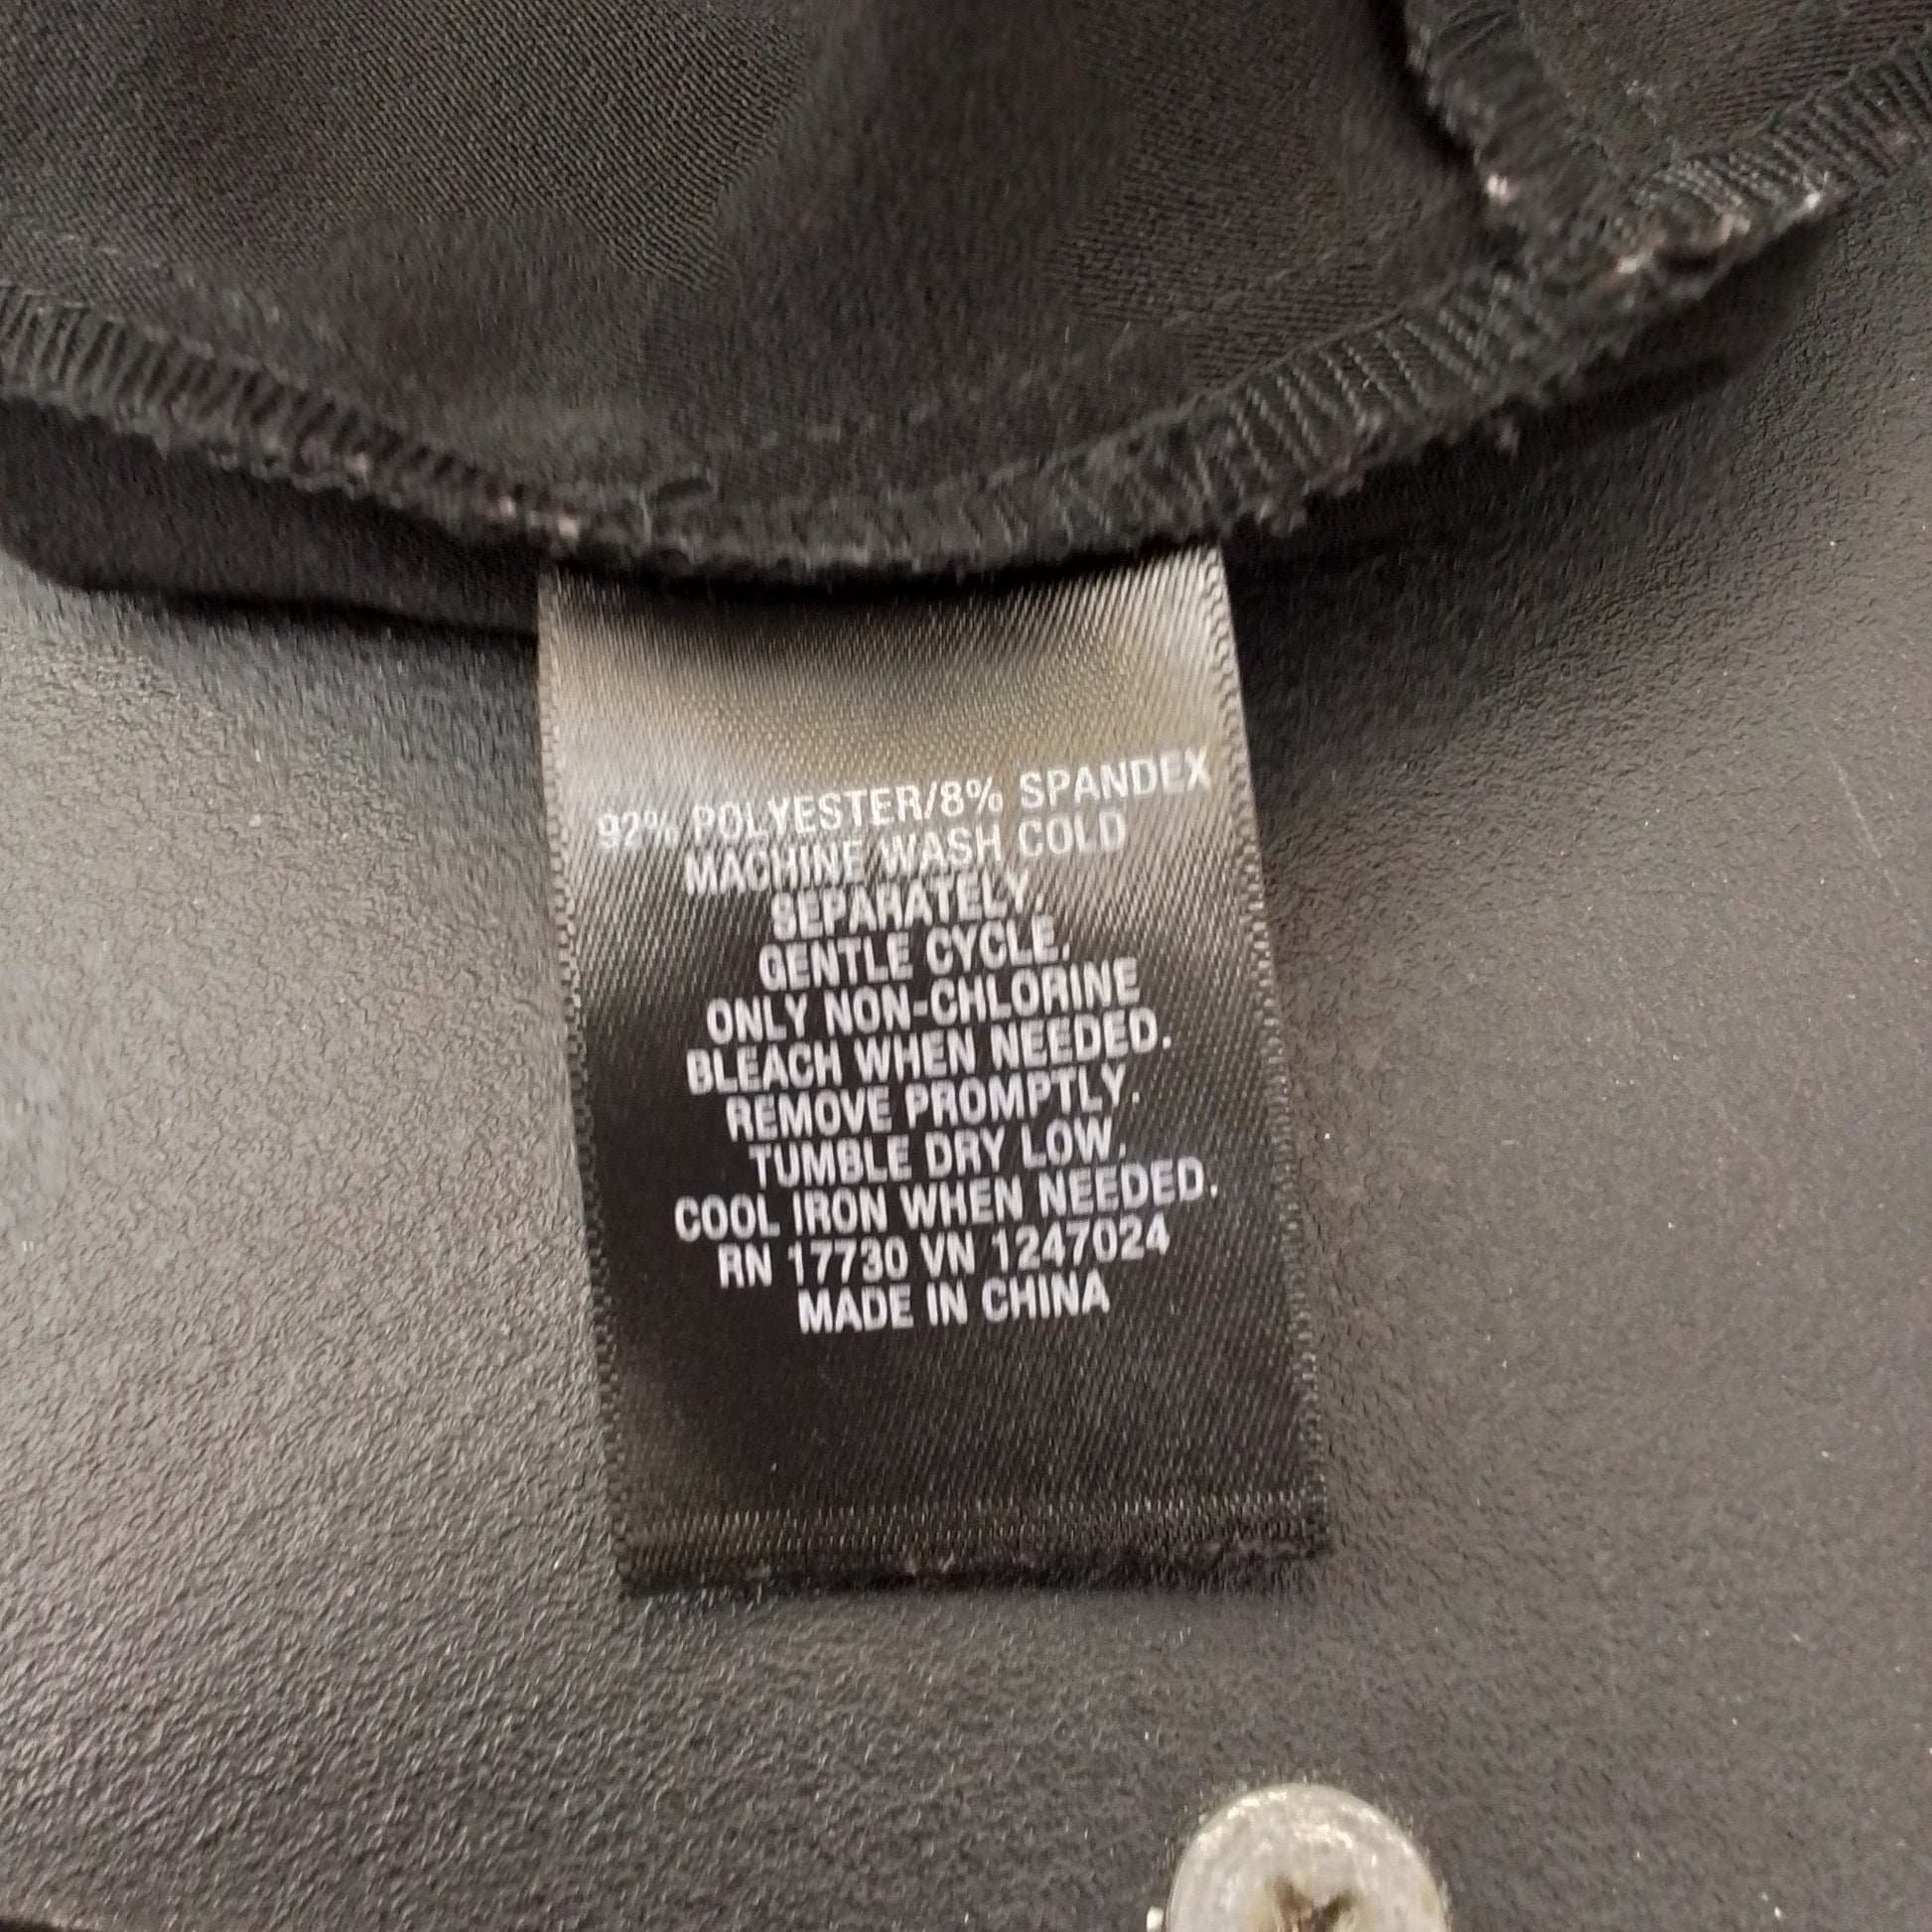 92% POLYESTER/8% SPANDEX
MACHINE WASH COLD
SEPARATELY.
GENTLE CYCLE.
ONLY NON-CHLORINE
BLEACH WHEN NEEDED.
REMOVE PROMPTLY.
TUMBLE DRY LOW.
COOL IRON WHEN NEEDED.
RN 17730 VN 1247024
MADE IN CHINA